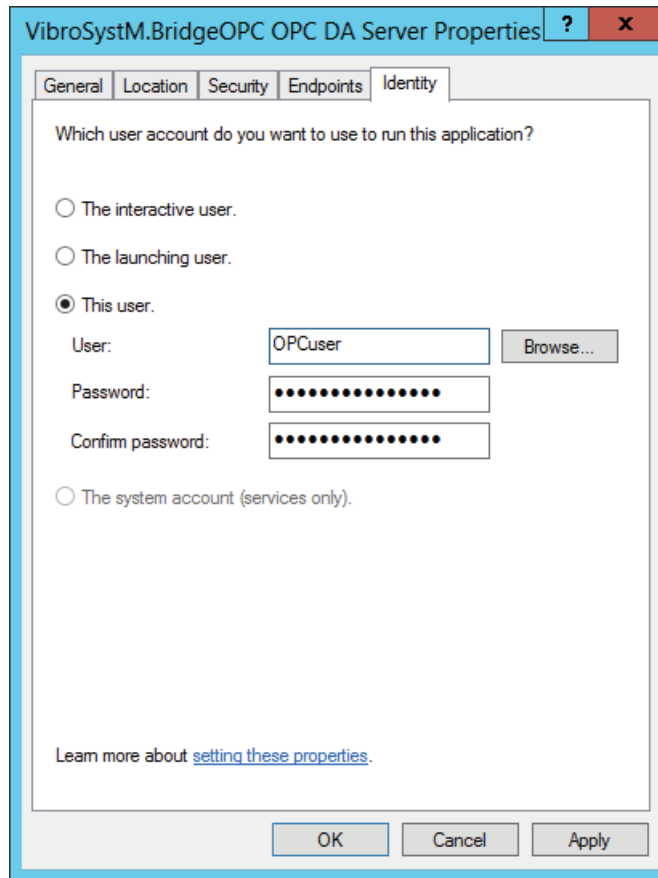 VibroSystM.BridgeOPC OPC DA Server Properties ? x
General Location Security Endpoints Identity
Which user account do you want to use to run this application?
The interactive user.
The launching user.
This user.
User: OPCuser Browse...
Password: •••••••••••••••
Confirm password: •••••••••••••••
The system account (services only).
Learn more about setting these properties.
OK Cancel Apply